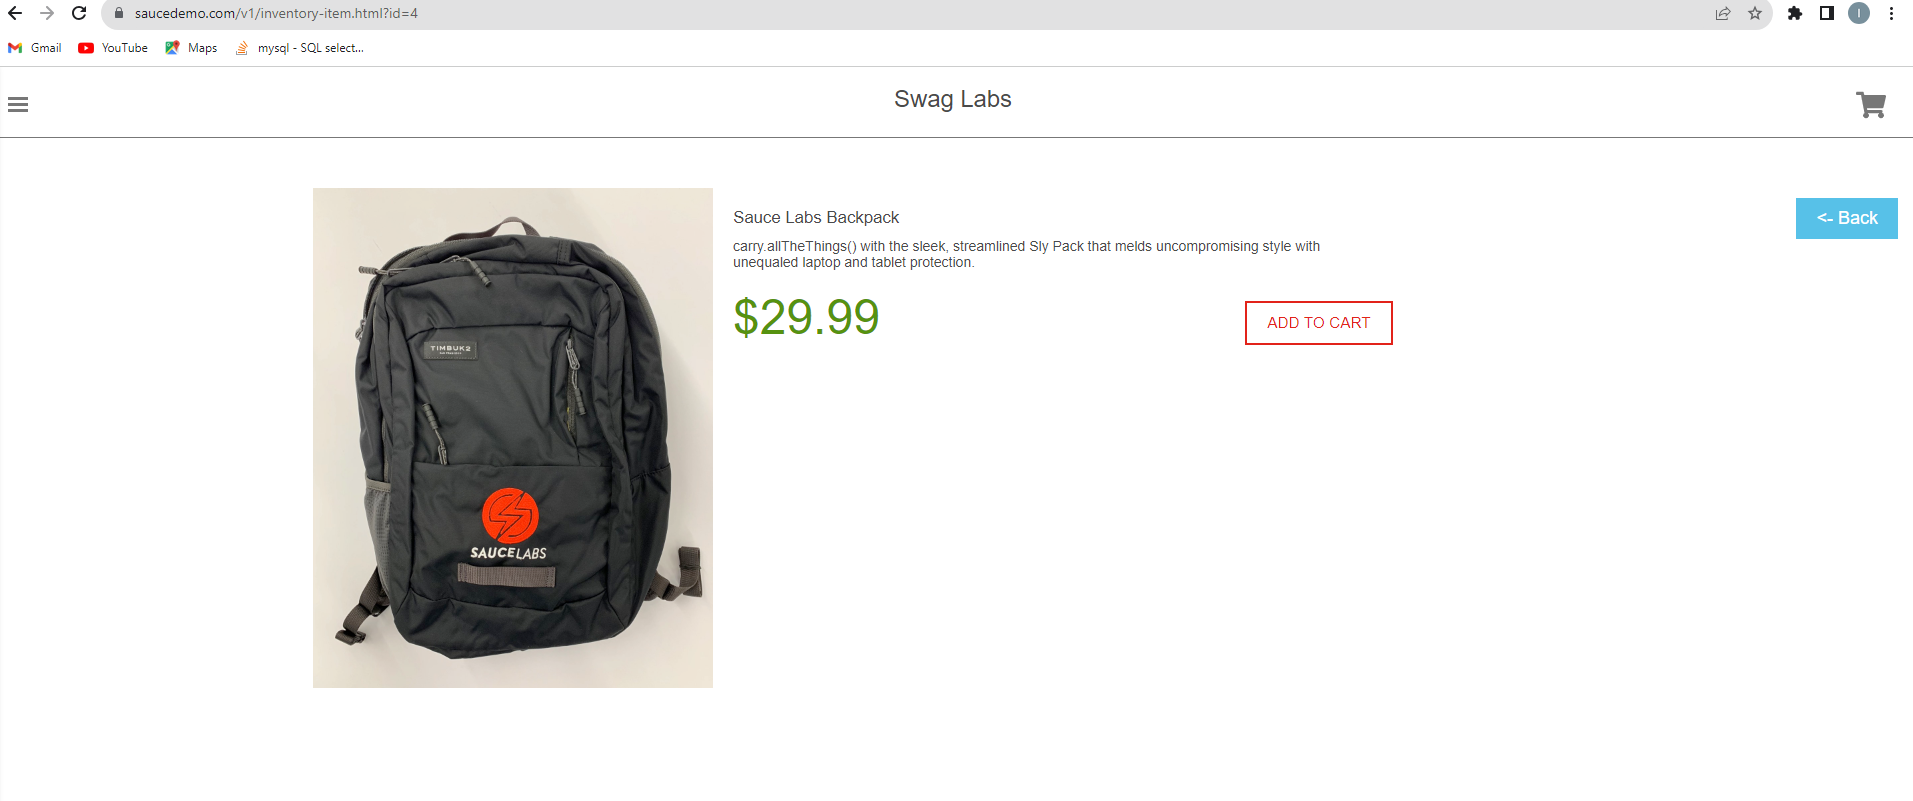 saucedemo.com/v1/inventory-item.html?id=4
I
Gmail YouTube Maps mysql - SQL select...
Swag Labs
<- Back
Sauce Labs Backpack
carry.allTheThings() with the sleek, streamlined Sly Pack that melds uncompromising style with
unequaled laptop and tablet protection.
$29.99
ADD TO CART
TIMBUK2
SAN FRANCISCO
SAUCELABS